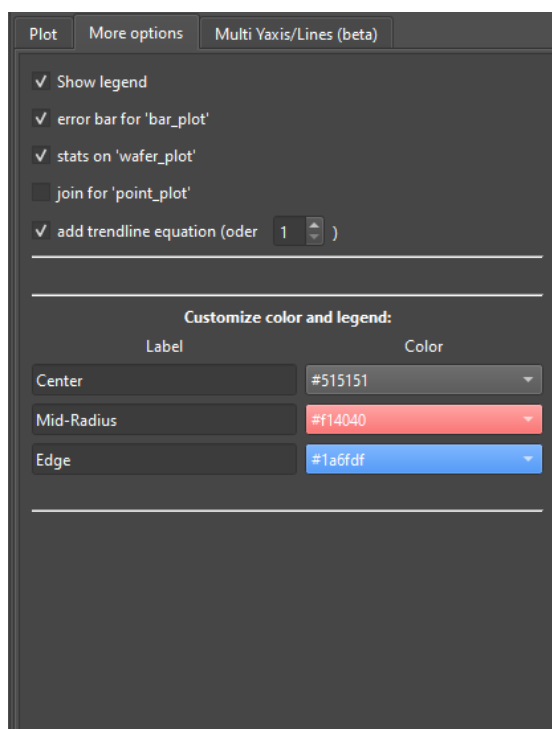 Plot More options Multi Yaxis/Lines (beta)
Show legend
error bar for 'bar_plot'
stats on 'wafer_plot'
join for 'point_plot'
add trendline equation (oder 1 )
Customize color and legend:
Label Color
Center #515151
Mid-Radius #f14040
Edge #1a6fdf